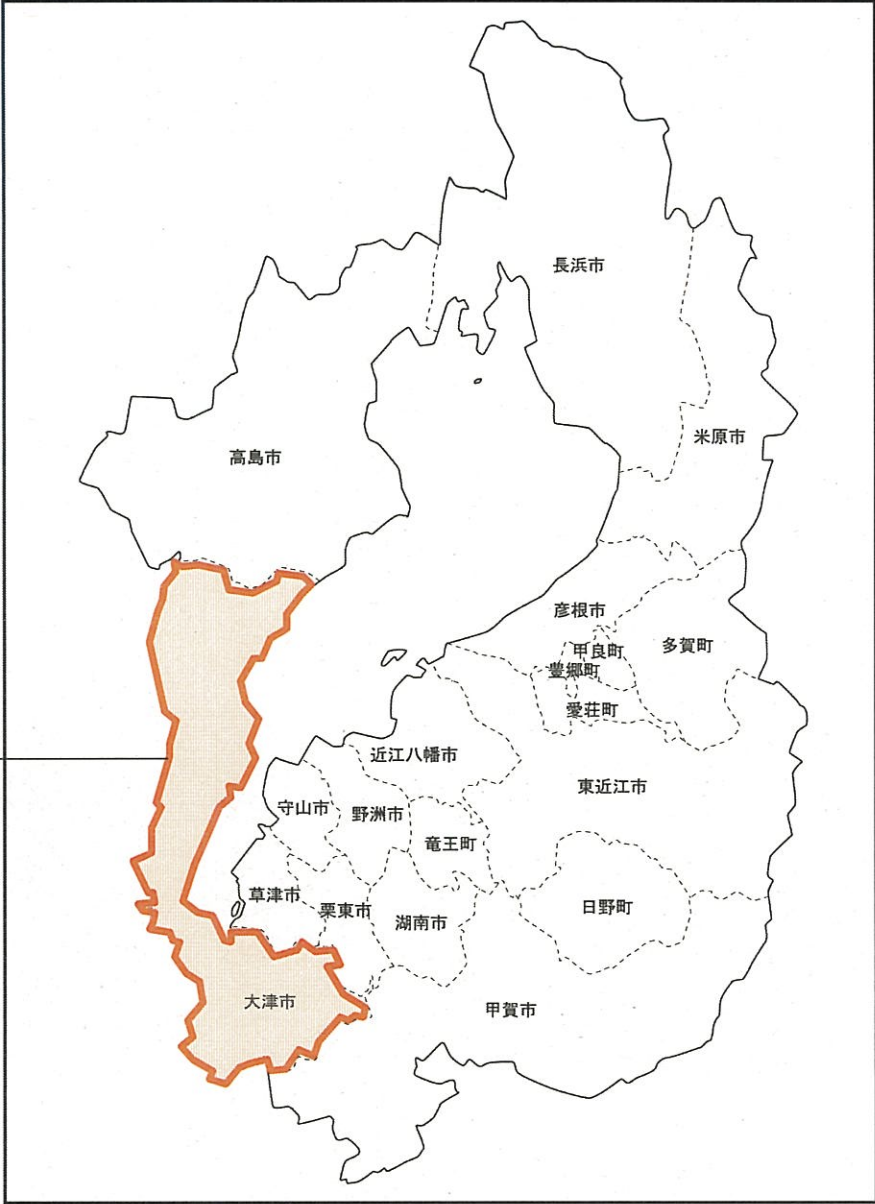 長浜市
米原市
高島市
彦根市
甲良町
多賀町
豊郷町
愛荘町
近江八幡市
東近江市
守山市
野洲市
竜王町
草津市
栗東市
湖南市
日野町
大津市
甲賀市